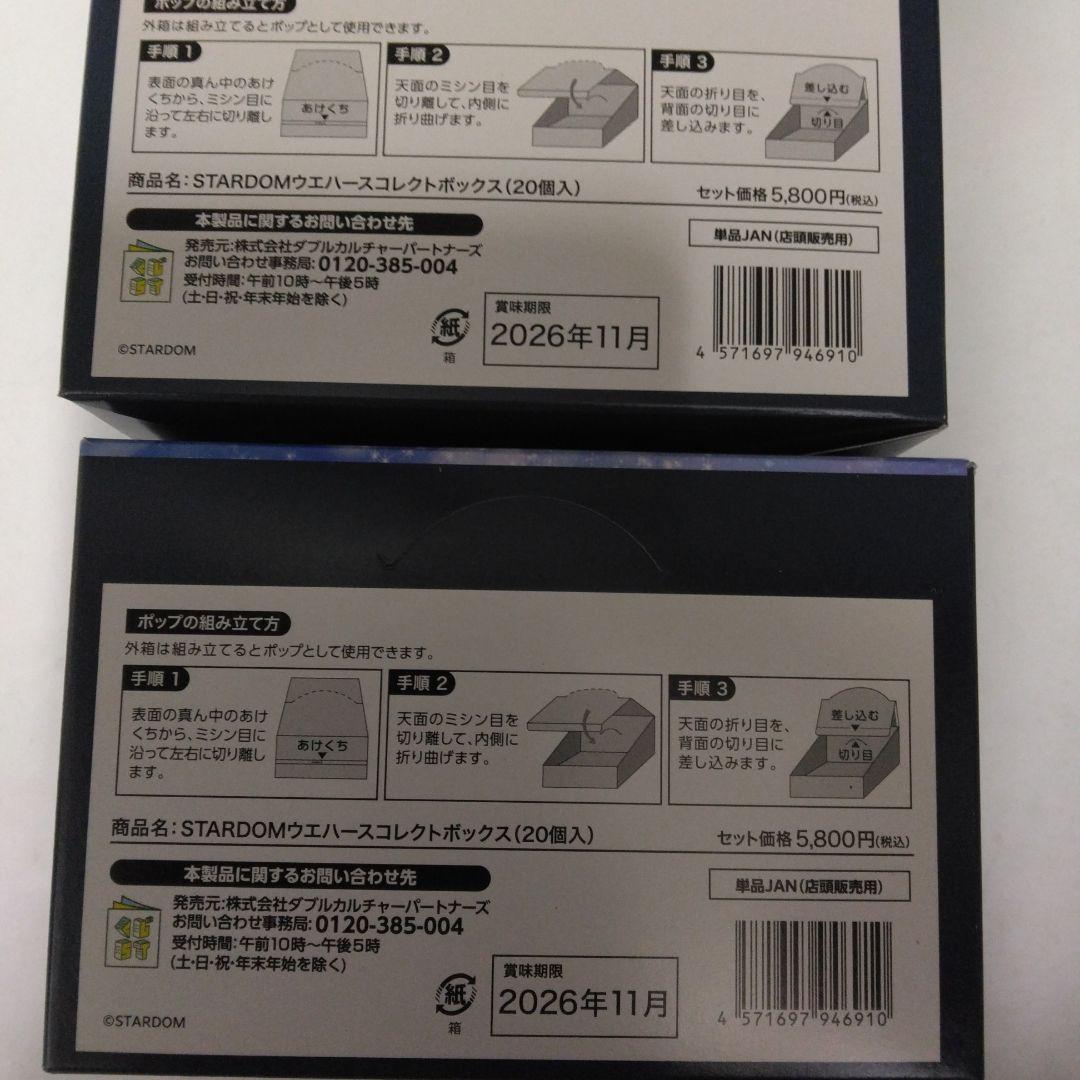 ポップの組み立て方
外箱は組み立てるとポップとして使用できます。
手順 1
表面の真ん中のあけ
くちから、ミシン目に
沿って左右に切り離し
ます。
あけくち
手順 2
天面のミシン目を
切り離して、内側に
折り曲げます。
手順 3
天面の折り目を、
背面の切り目に
差し込みます。
差し込む
切り目
商品名:STARDOMウエハースコレクトボックス(20個入)
セット価格 5,800円(税込)
本製品に関するお問い合わせ先
発売元:株式会社ダブルカルチャーパートナーズ
お問い合わせ事務局:0120-385-004
受付時間:午前10時〜午後5時
(土・日・祝・年末年始を除く)
単品JAN(店頭販売用)
紙
箱
賞味期限
2026年11月
4 571697 946910
©STARDOM
ポップの組み立て方
外箱は組み立てるとポップとして使用できます。
手順 1
表面の真ん中のあけ
くちから、ミシン目に
沿って左右に切り離し
ます。
あけくち
手順 2
天面のミシン目を
切り離して、内側に
折り曲げます。
手順 3
天面の折り目を、
背面の切り目に
差し込みます。
差し込む
切り目
商品名:STARDOMウエハースコレクトボックス(20個入)
セット価格 5,800円(税込)
本製品に関するお問い合わせ先
発売元:株式会社ダブルカルチャーパートナーズ
お問い合わせ事務局:0120-385-004
受付時間:午前10時〜午後5時
(土・日・祝・年末年始を除く)
単品JAN(店頭販売用)
紙
箱
賞味期限
2026年11月
4 571697 946910
©STARDOM